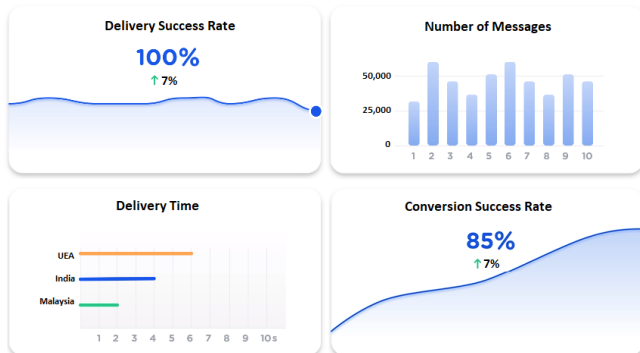 Delivery Success Rate
100%
↑ 7%
Number of Messages
50,000
25,000
0
1 2 3 4 5 6 7 8 9 10
Delivery Time
UEA
India
Malaysia
1 2 3 4 5 6 7 8 9 10s
Conversion Success Rate
85%
↑ 7%